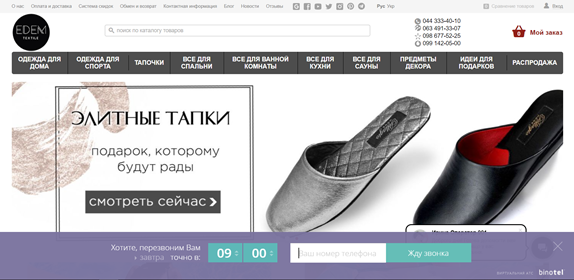 О нас Оплата и доставка Система скидок Обмен и возврат Контактная информация Блог Новости Отзывы Рус Укр Сравнение товаров Вход
EDEM
TEXTILE
поиск по каталогу товаров
044 333-40-10
063 491-33-07
098 677-52-25
099 142-05-00
0 Мой заказ
ОДЕЖДА ДЛЯ ДОМА
ОДЕЖДА ДЛЯ СПОРТА
ТАПОЧКИ
ВСЕ ДЛЯ СПАЛЬНИ
ВСЕ ДЛЯ ВАННОЙ КОМНАТЫ
ВСЕ ДЛЯ КУХНИ
ВСЕ ДЛЯ САУНЫ
ПРЕДМЕТЫ ДЕКОРА
ИДЕИ ДЛЯ ПОДАРКОВ
РАСПРОДАЖА
ЭЛИТНЫЕ ТАПКИ
подарок, которому
будут рады
смотреть сейчас
Хотите, перезвоним Вам
завтра точно в:
09 00
Ваш номер телефона
Жду звонка
binotel